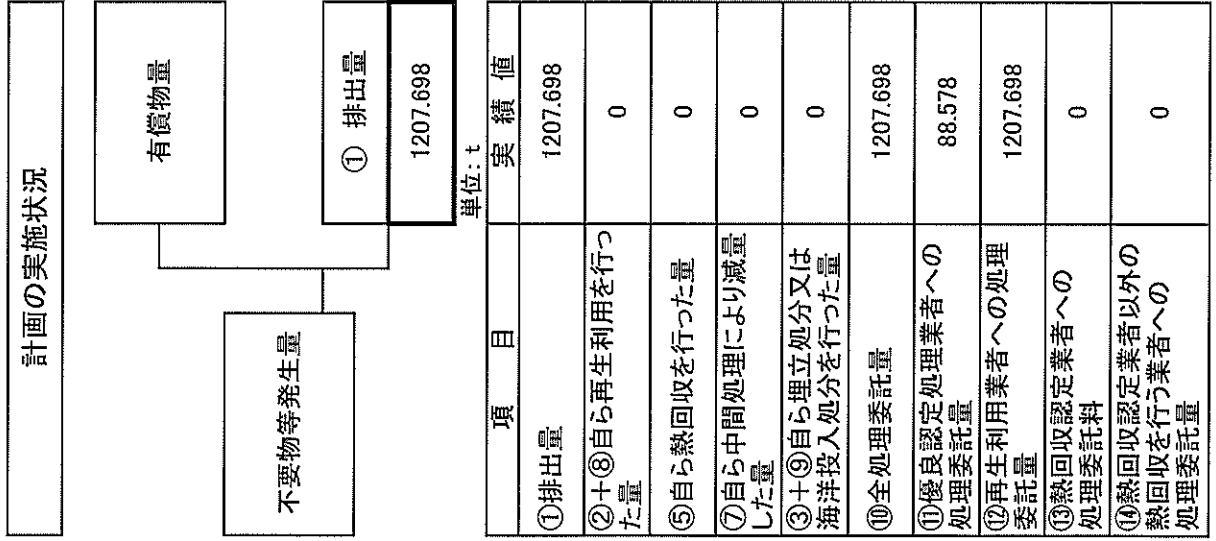 計画の実施状況
不要物等発生量
有償物量
① 排出量
1207.698
単位: t
項 目 実 績 値
①排出量 1207.698
②+⑧自ら再生利用を行っ
た量 0
⑤自ら熱回収を行った量 0
⑦自ら中間処理により減量
した量 0
③+⑨自ら埋立処分又は
海洋投入処分を行った量 0
⑩全処理委託量 1207.698
⑪優良認定処理業者への
処理委託量 88.578
⑫再生利用業者への処理
委託量 1207.698
⑬熱回収認定業者への
処理委託料 0
⑭熱回収認定業者以外の
熱回収を行う業者への
処理委託量 0